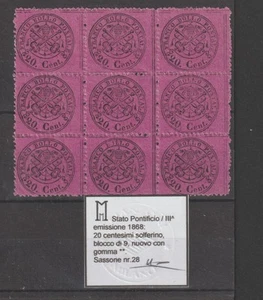 20 Cent. 20 Cent. 20 Cent.
20 Cent. 20 Cent. 20 Cent.
20 Cent. 20 Cent. 20 Cent.
Stato Pontificio / III^
emissione 1868:
20 centesimi solferino,
blocco di 9, nuovo con
gomma **.
Sassone nr.28